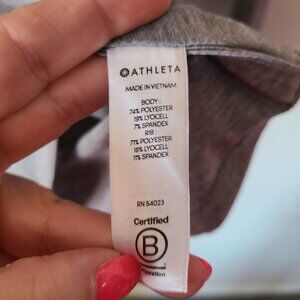 ATHLETA
MADE IN VIETNAM
BODY:
74% POLYESTER
19% LYOCELL
7% SPANDEX
RIB:
71% POLYESTER
18% LYOCELL
11% SPANDEX
RN 54023
Certified
B